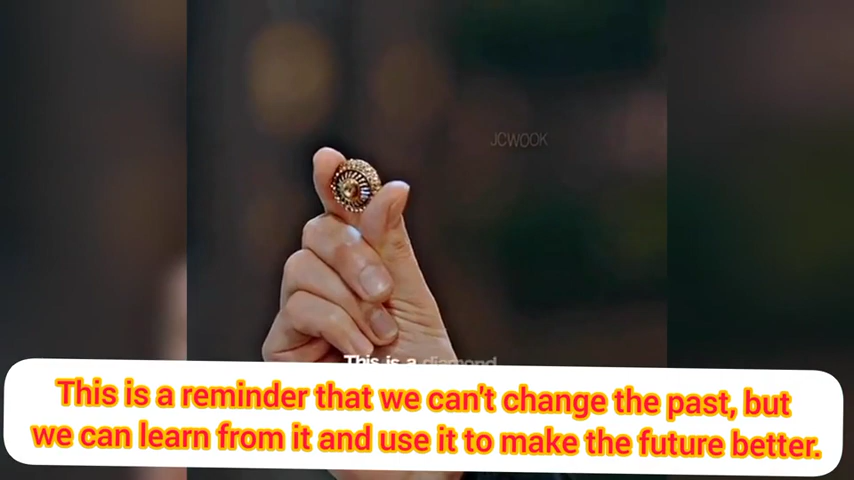 JCWOOK
This is a diamond
This is a reminder that we can't change the past, but
we can learn from it and use it to make the future better.